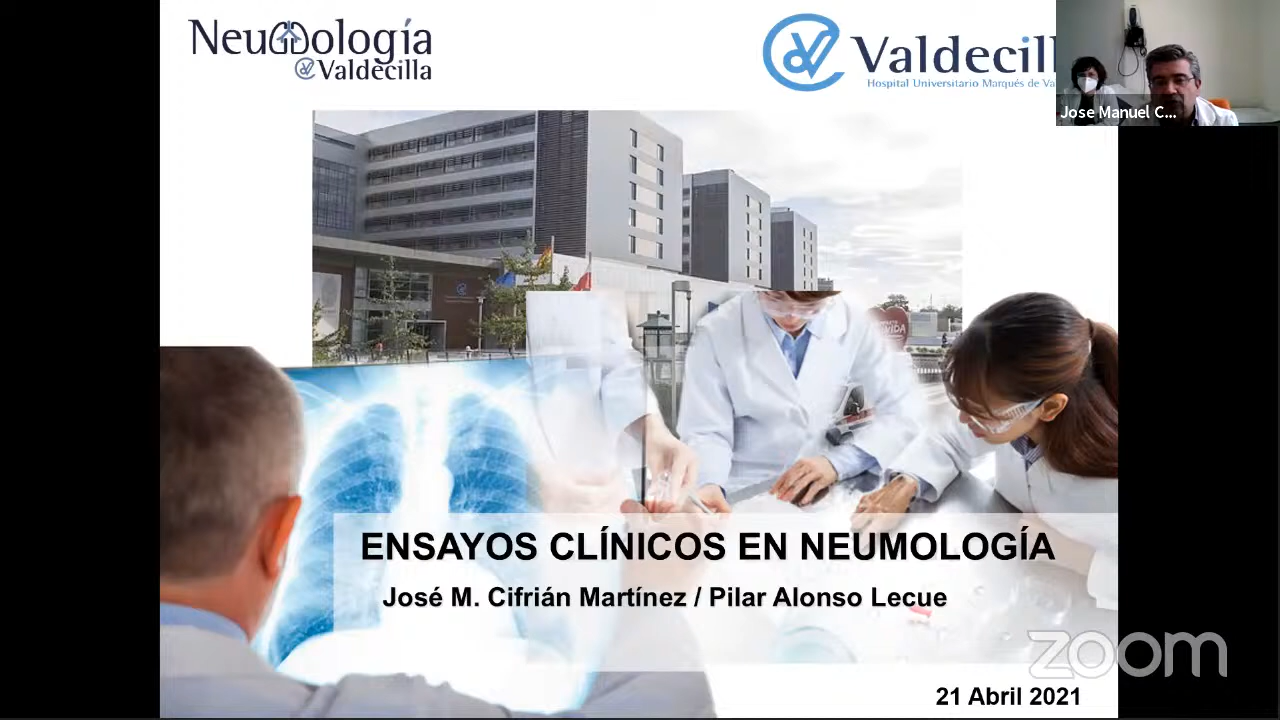 Neumología
@Valdecilla
Valdecill
Hospital Universitario Marqués de Va
Jose Manuel C...
VIDA
ENSAYOS CLÍNICOS EN NEUMOLOGÍA
José M. Cifrián Martínez / Pilar Alonso Lecue
zoom
21 Abril 2021